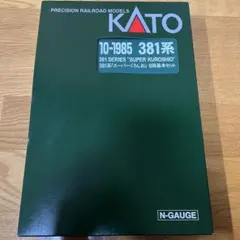 PRECISION RAILROAD MODELS
KATO
10-1985 381系
381 SERIES "SUPER KUROSHIO"
381系「スーパーくろしお」 6両基本セット
N-GAUGE